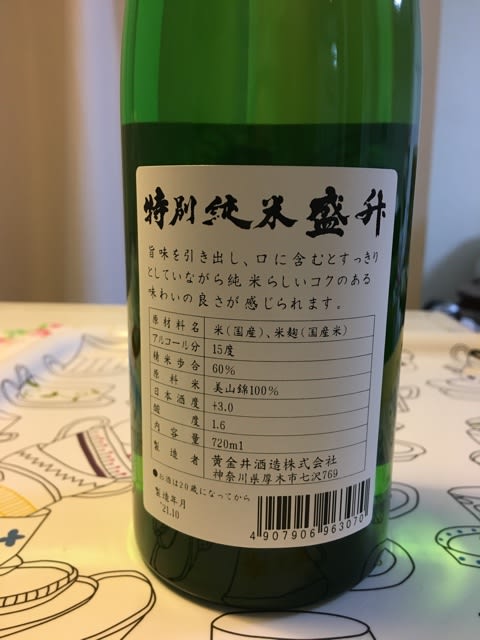 特別純米 盛升
旨味を引き出し、口に含むとすっきり
としていながら純米らしいコクのある
味わいの良さが感じられます。
原材料名 米(国産)、米麹(国産米)
アルコール分 15度
精米歩合 60%
原料米 美山錦100%
日本酒度 +3.0
酸度 1.6
内容量 720ml
製造者 黄金井酒造株式会社
神奈川県厚木市七沢769
●お酒は20歳になってから
製造年月
'21.10
4907906963070